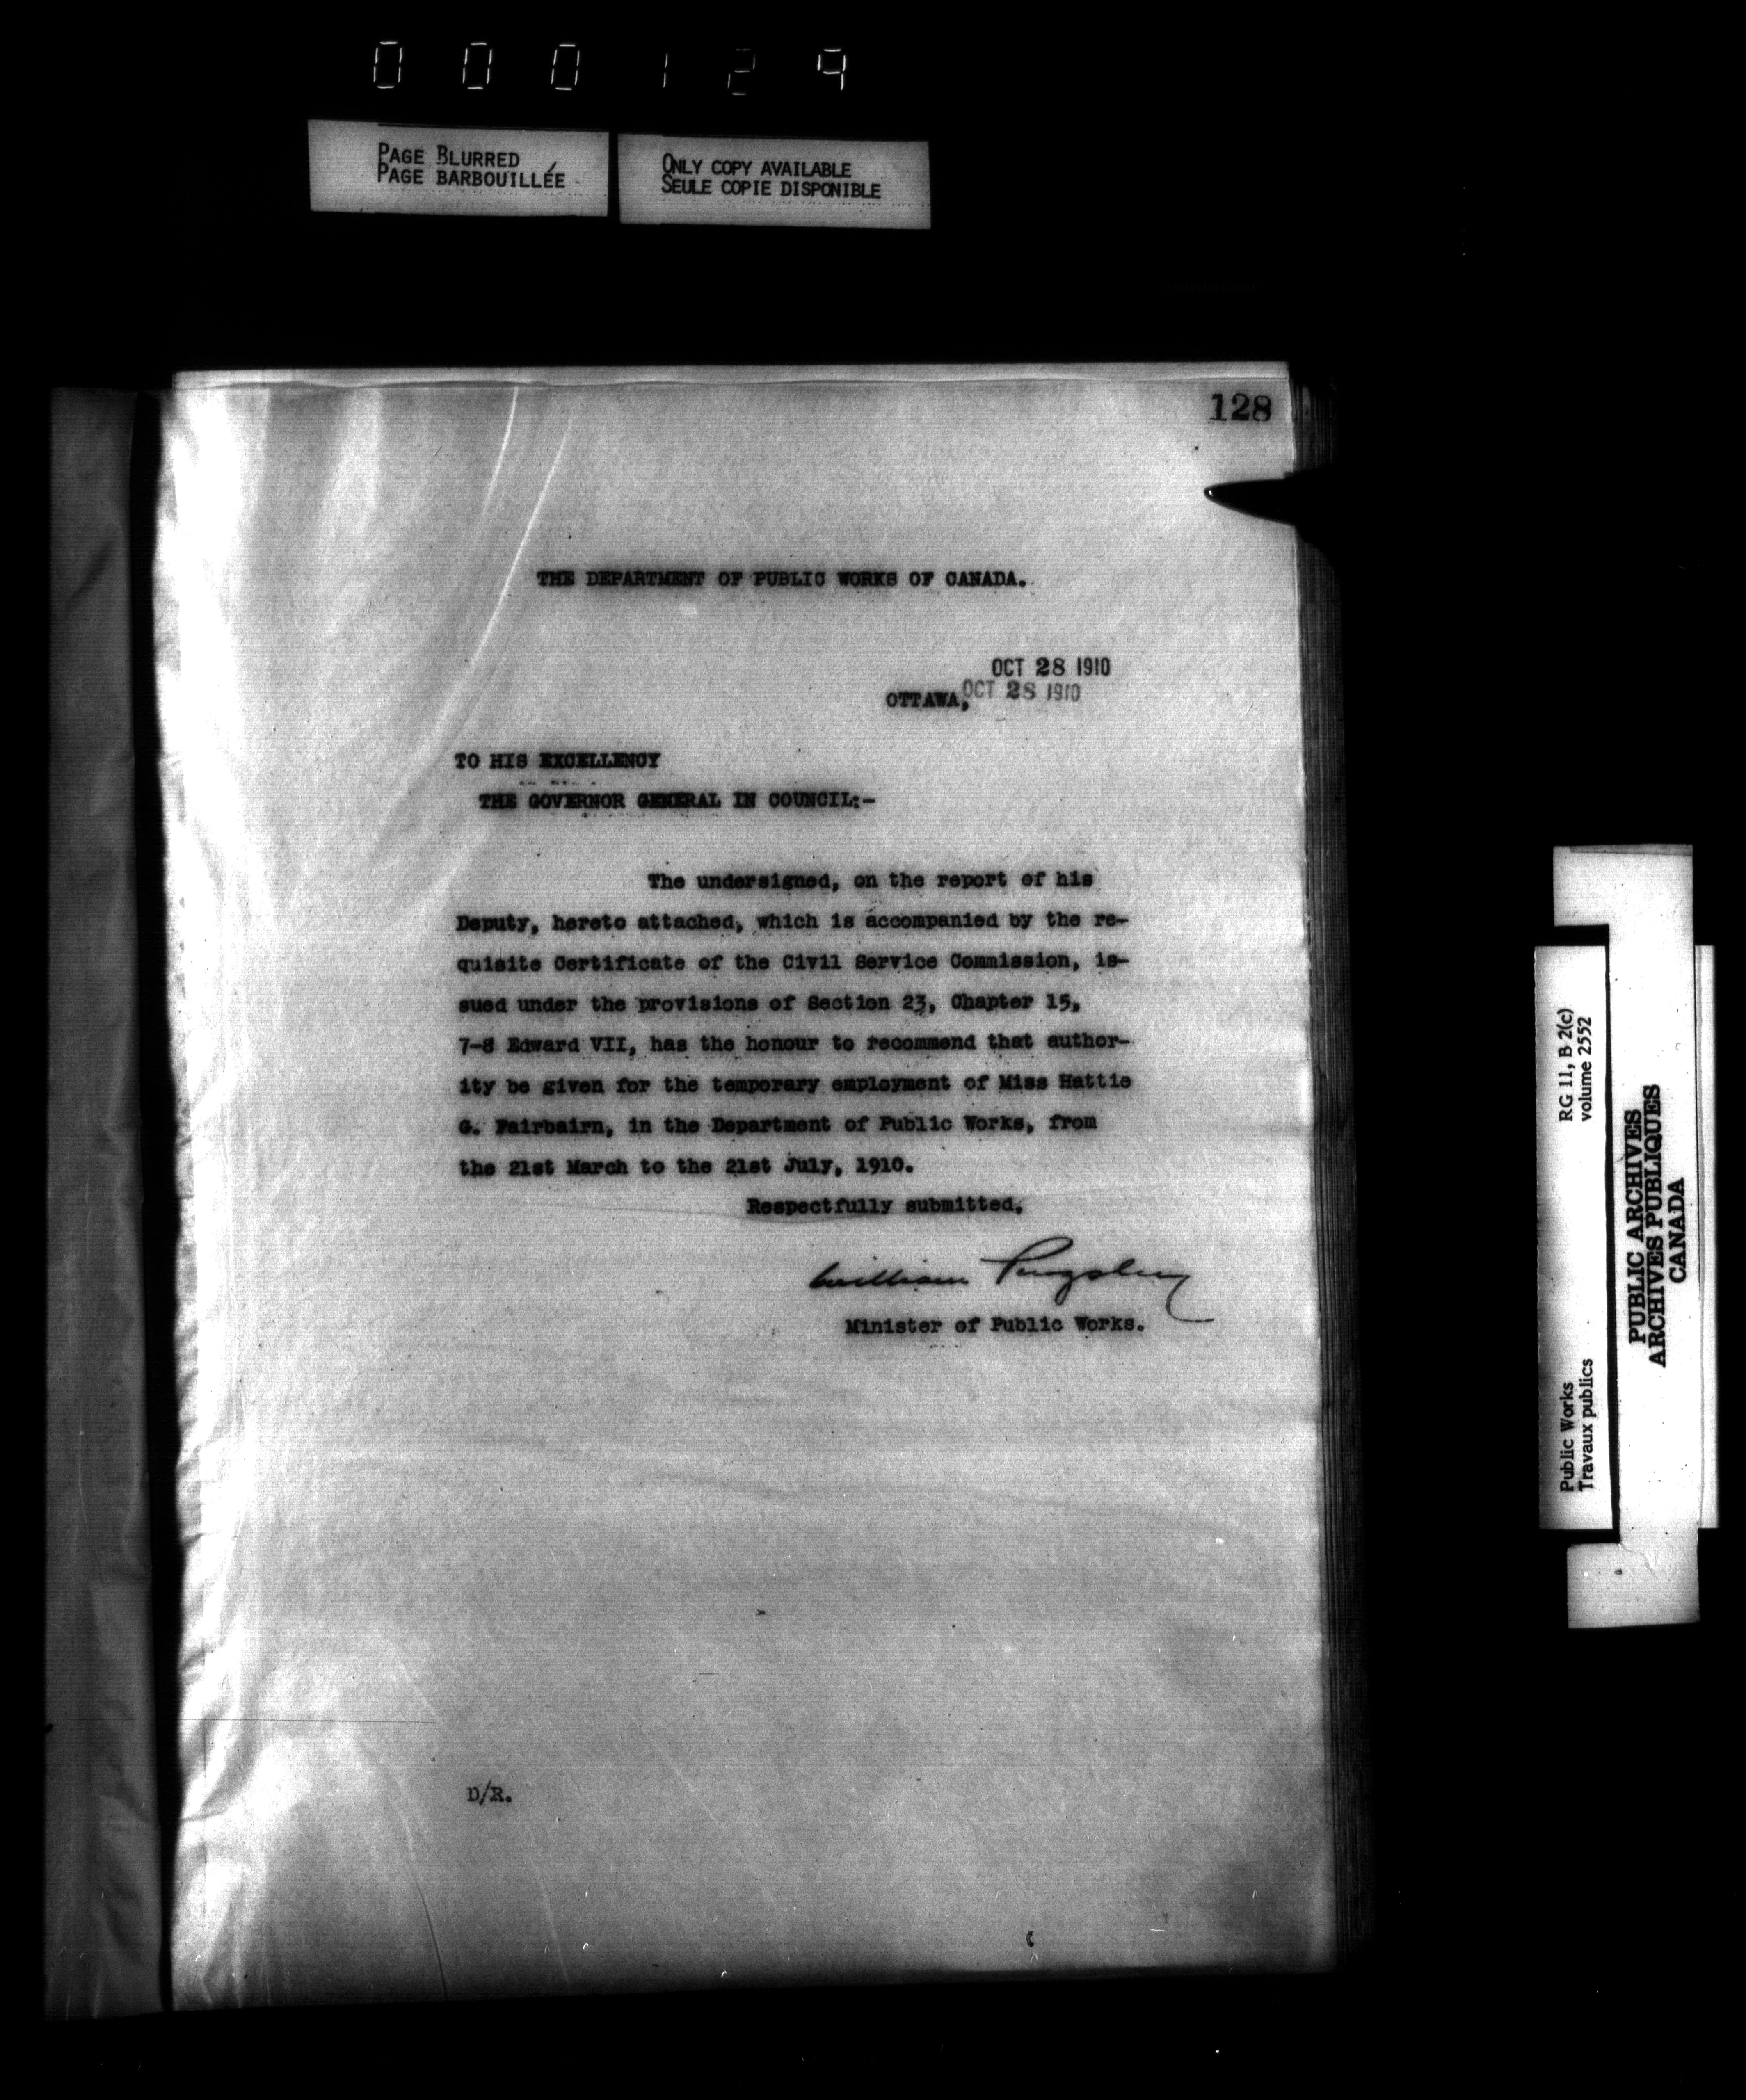 000129
PAGE BLURRED
PAGE BARBOUILLÉE
ONLY COPY AVAILABLE
SEULE COPIE DISPONIBLE
128
THE DEPARTMENT OF PUBLIC WORKS OF CANADA.
OCT 28 1910
OTTAWA, OCT 28 1910
TO HIS EXCELLENCY
THE GOVERNOR GENERAL IN COUNCIL:-
The undersigned, on the report of his
Deputy, hereto attached, which is accompanied by the re-
quisite Certificate of the Civil Service Commission, is-
sued under the provisions of Section 23, Chapter 15,
7-8 Edward VII, has the honour to recommend that author-
ity be given for the temporary employment of Miss Hattie
G. Fairbairn, in the Department of Public Works, from
the 21st March to the 21st July, 1910.
Respectfully submitted,
William Pugsley
Minister of Public Works.
D/R.
RG 11, B 2(c)
volume 2552
Public Works
Travaux publics
PUBLIC ARCHIVES
ARCHIVES PUBLIQUES
CANADA